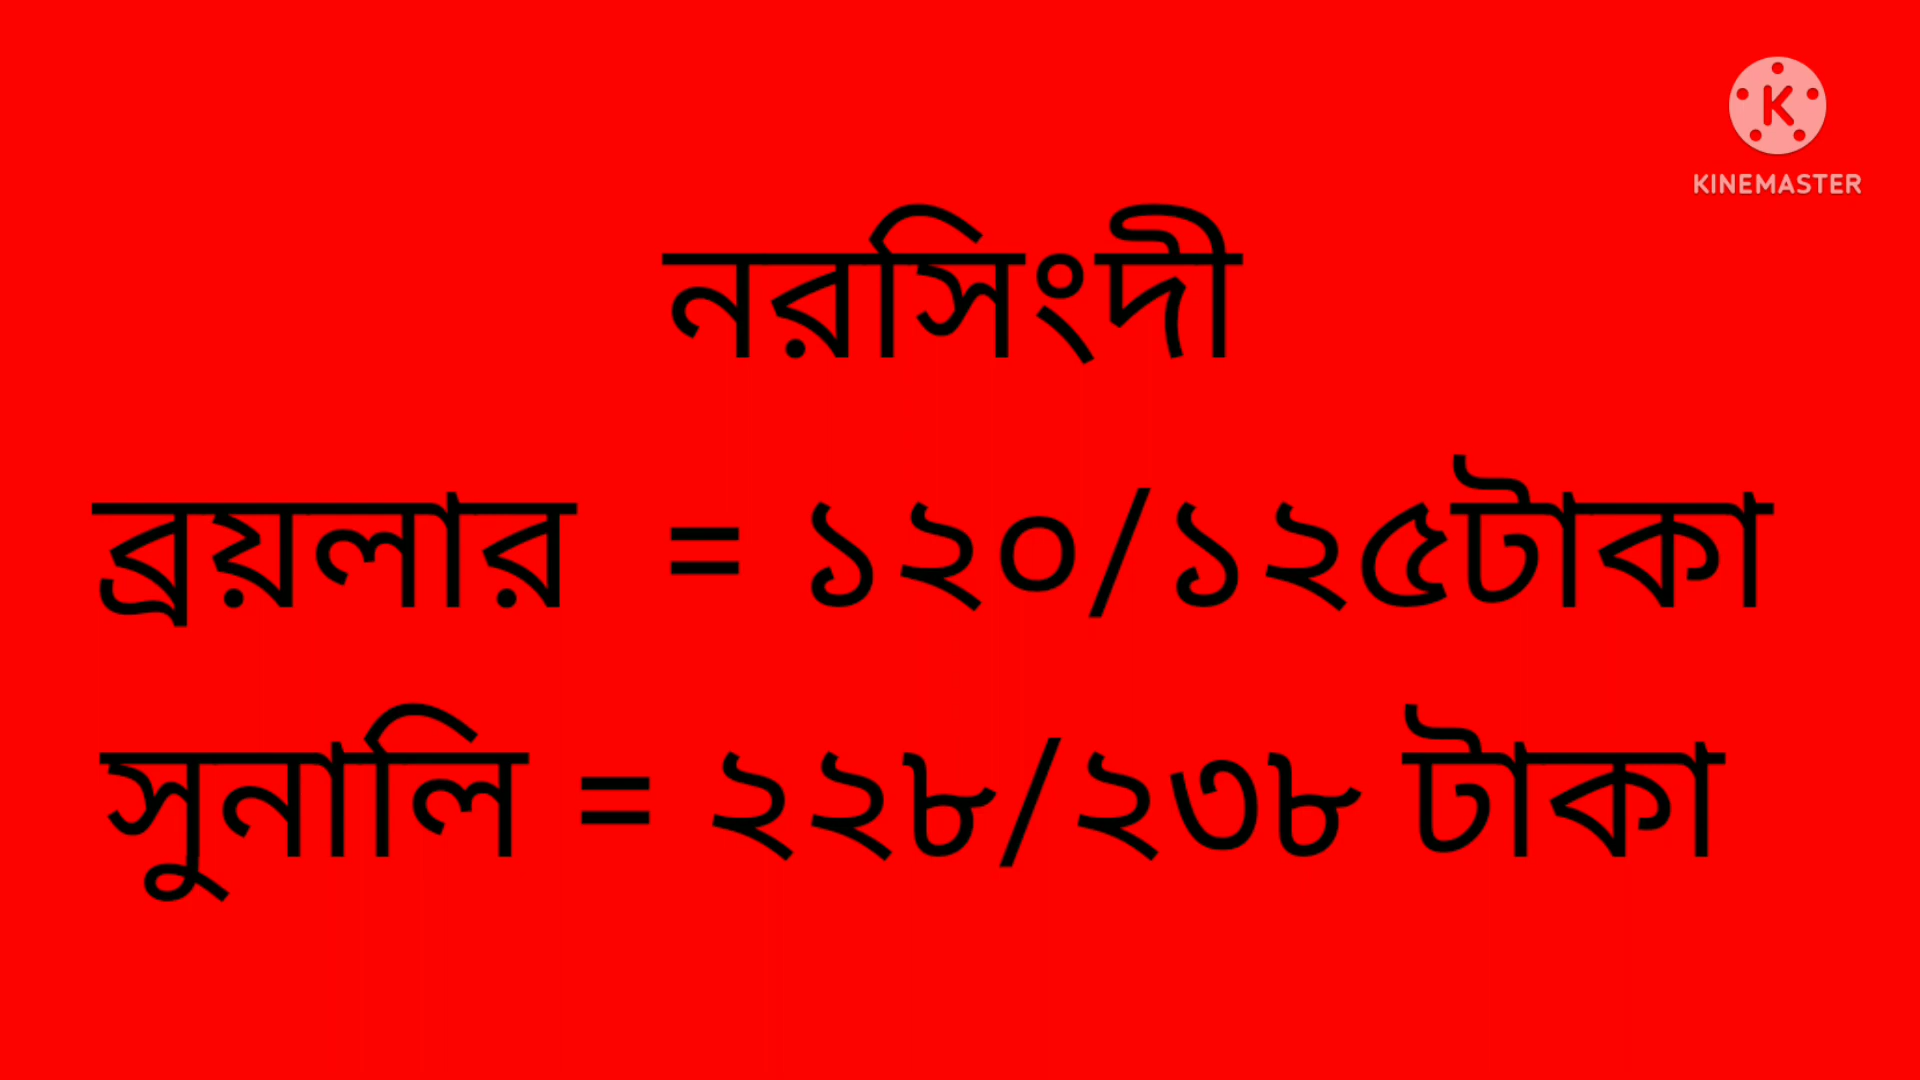 KINEMASTER
নরসিংদী
ব্রয়লার = ১২০/১২৫টাকা
সুনালি = ২২৮/২৩৮ টাকা